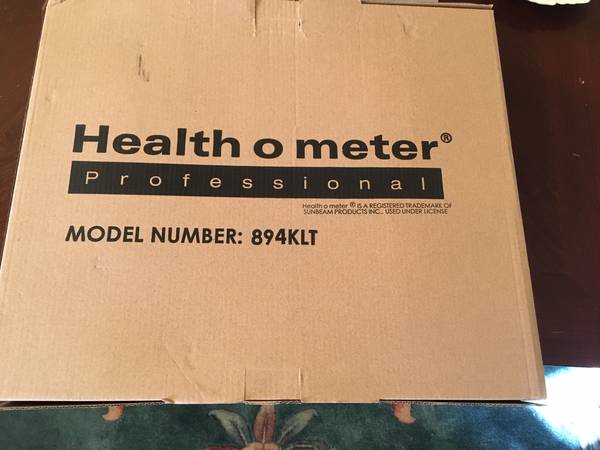 Health o meter®
Professional
Health o meter ® IS A REGISTERED TRADEMARK OF
SUNBEAM PRODUCTS INC., USED UNDER LICENSE
MODEL NUMBER: 894KLT